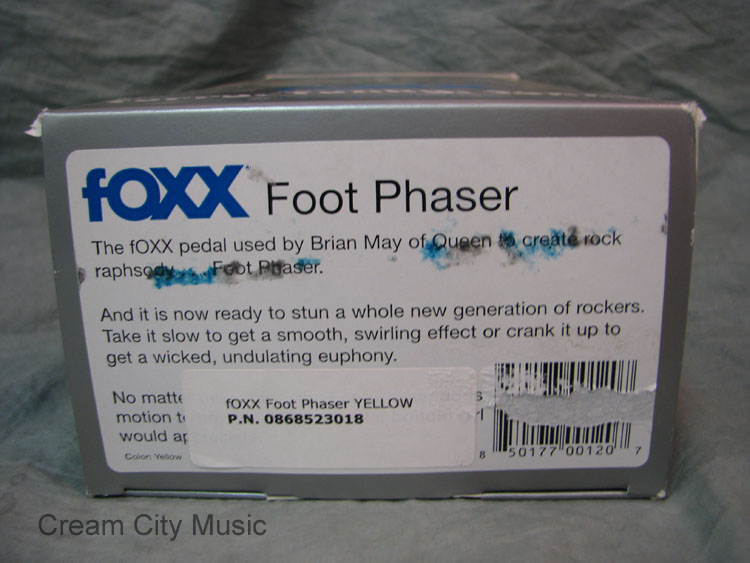 fOXX Foot Phaser
The fOXX pedal used by Brian May of Queen to create rock
raphsody . . . Foot Phaser.
And it is now ready to stun a whole new generation of rockers.
Take it slow to get a smooth, swirling effect or crank it up to
get a wicked, undulating euphony.
No matte
motion t
would ap
fOXX Foot Phaser YELLOW
P.N. 0868523018
Color: Yellow
8 50177 00120 7
Cream City Music